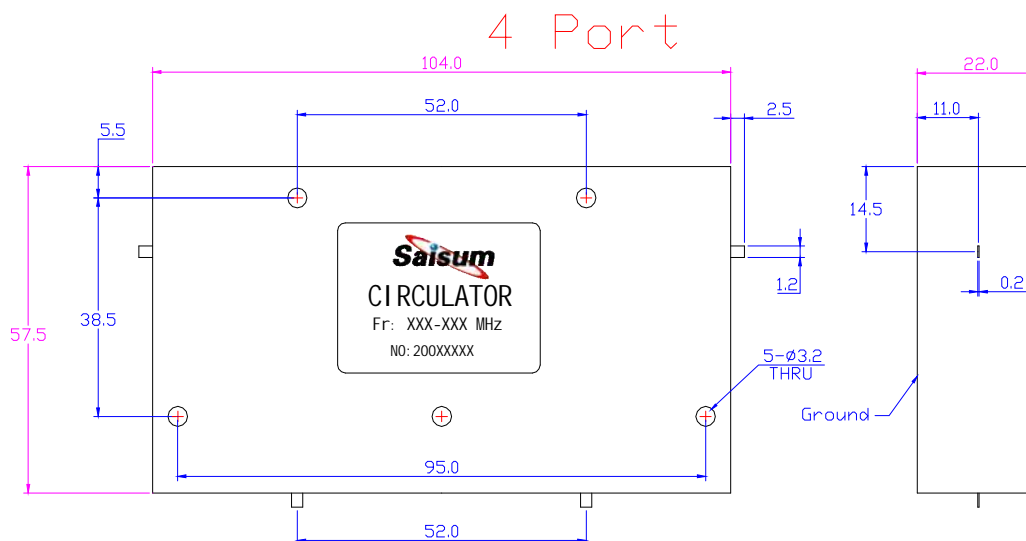 4 Port
104.0
22.0
52.0
2.5
11.0
5.5
14.5
Saisum
CIRCULATOR
Fr: XXX-XXX MHz
NO:200XXXXX
1.2
0.2
57.5
38.5
5-ø3.2
THRU
Ground
95.0
52.0